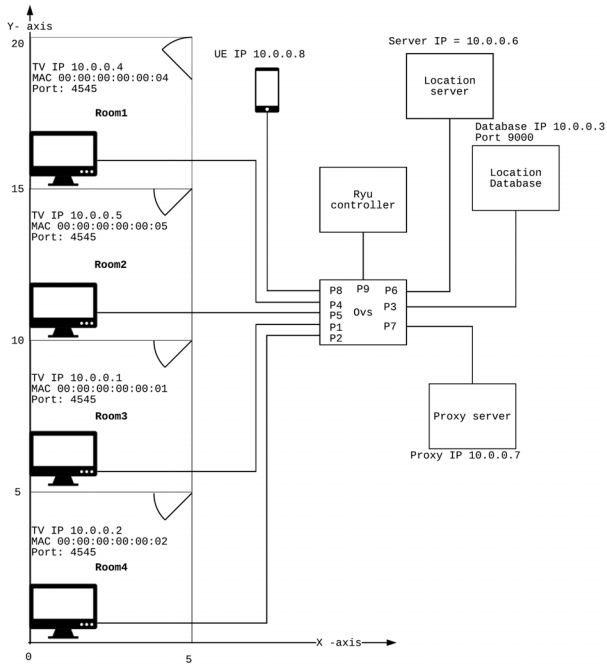 Y- axis
20
TV IP 10.0.0.4
MAC 00:00:00:00:00:04
Port: 4545
Room1
15
TV IP 10.0.0.5
MAC 00:00:00:00:00:05
Port: 4545
Room2
10
TV IP 10.0.0.1
MAC 00:00:00:00:00:01
Port: 4545
Room3
5
TV IP 10.0.0.2
MAC 00:00:00:00:00:02
Port: 4545
Room4
0
5
X -axis
UE IP 10.0.0.8
Server IP = 10.0.0.6
Location
server
Database IP 10.0.0.3
Port 9000
Location
Database
Ryu
controller
P8 P9 P6
P4 P3
P5 Ovs
P1 P7
P2
Proxy server
Proxy IP 10.0.0.7